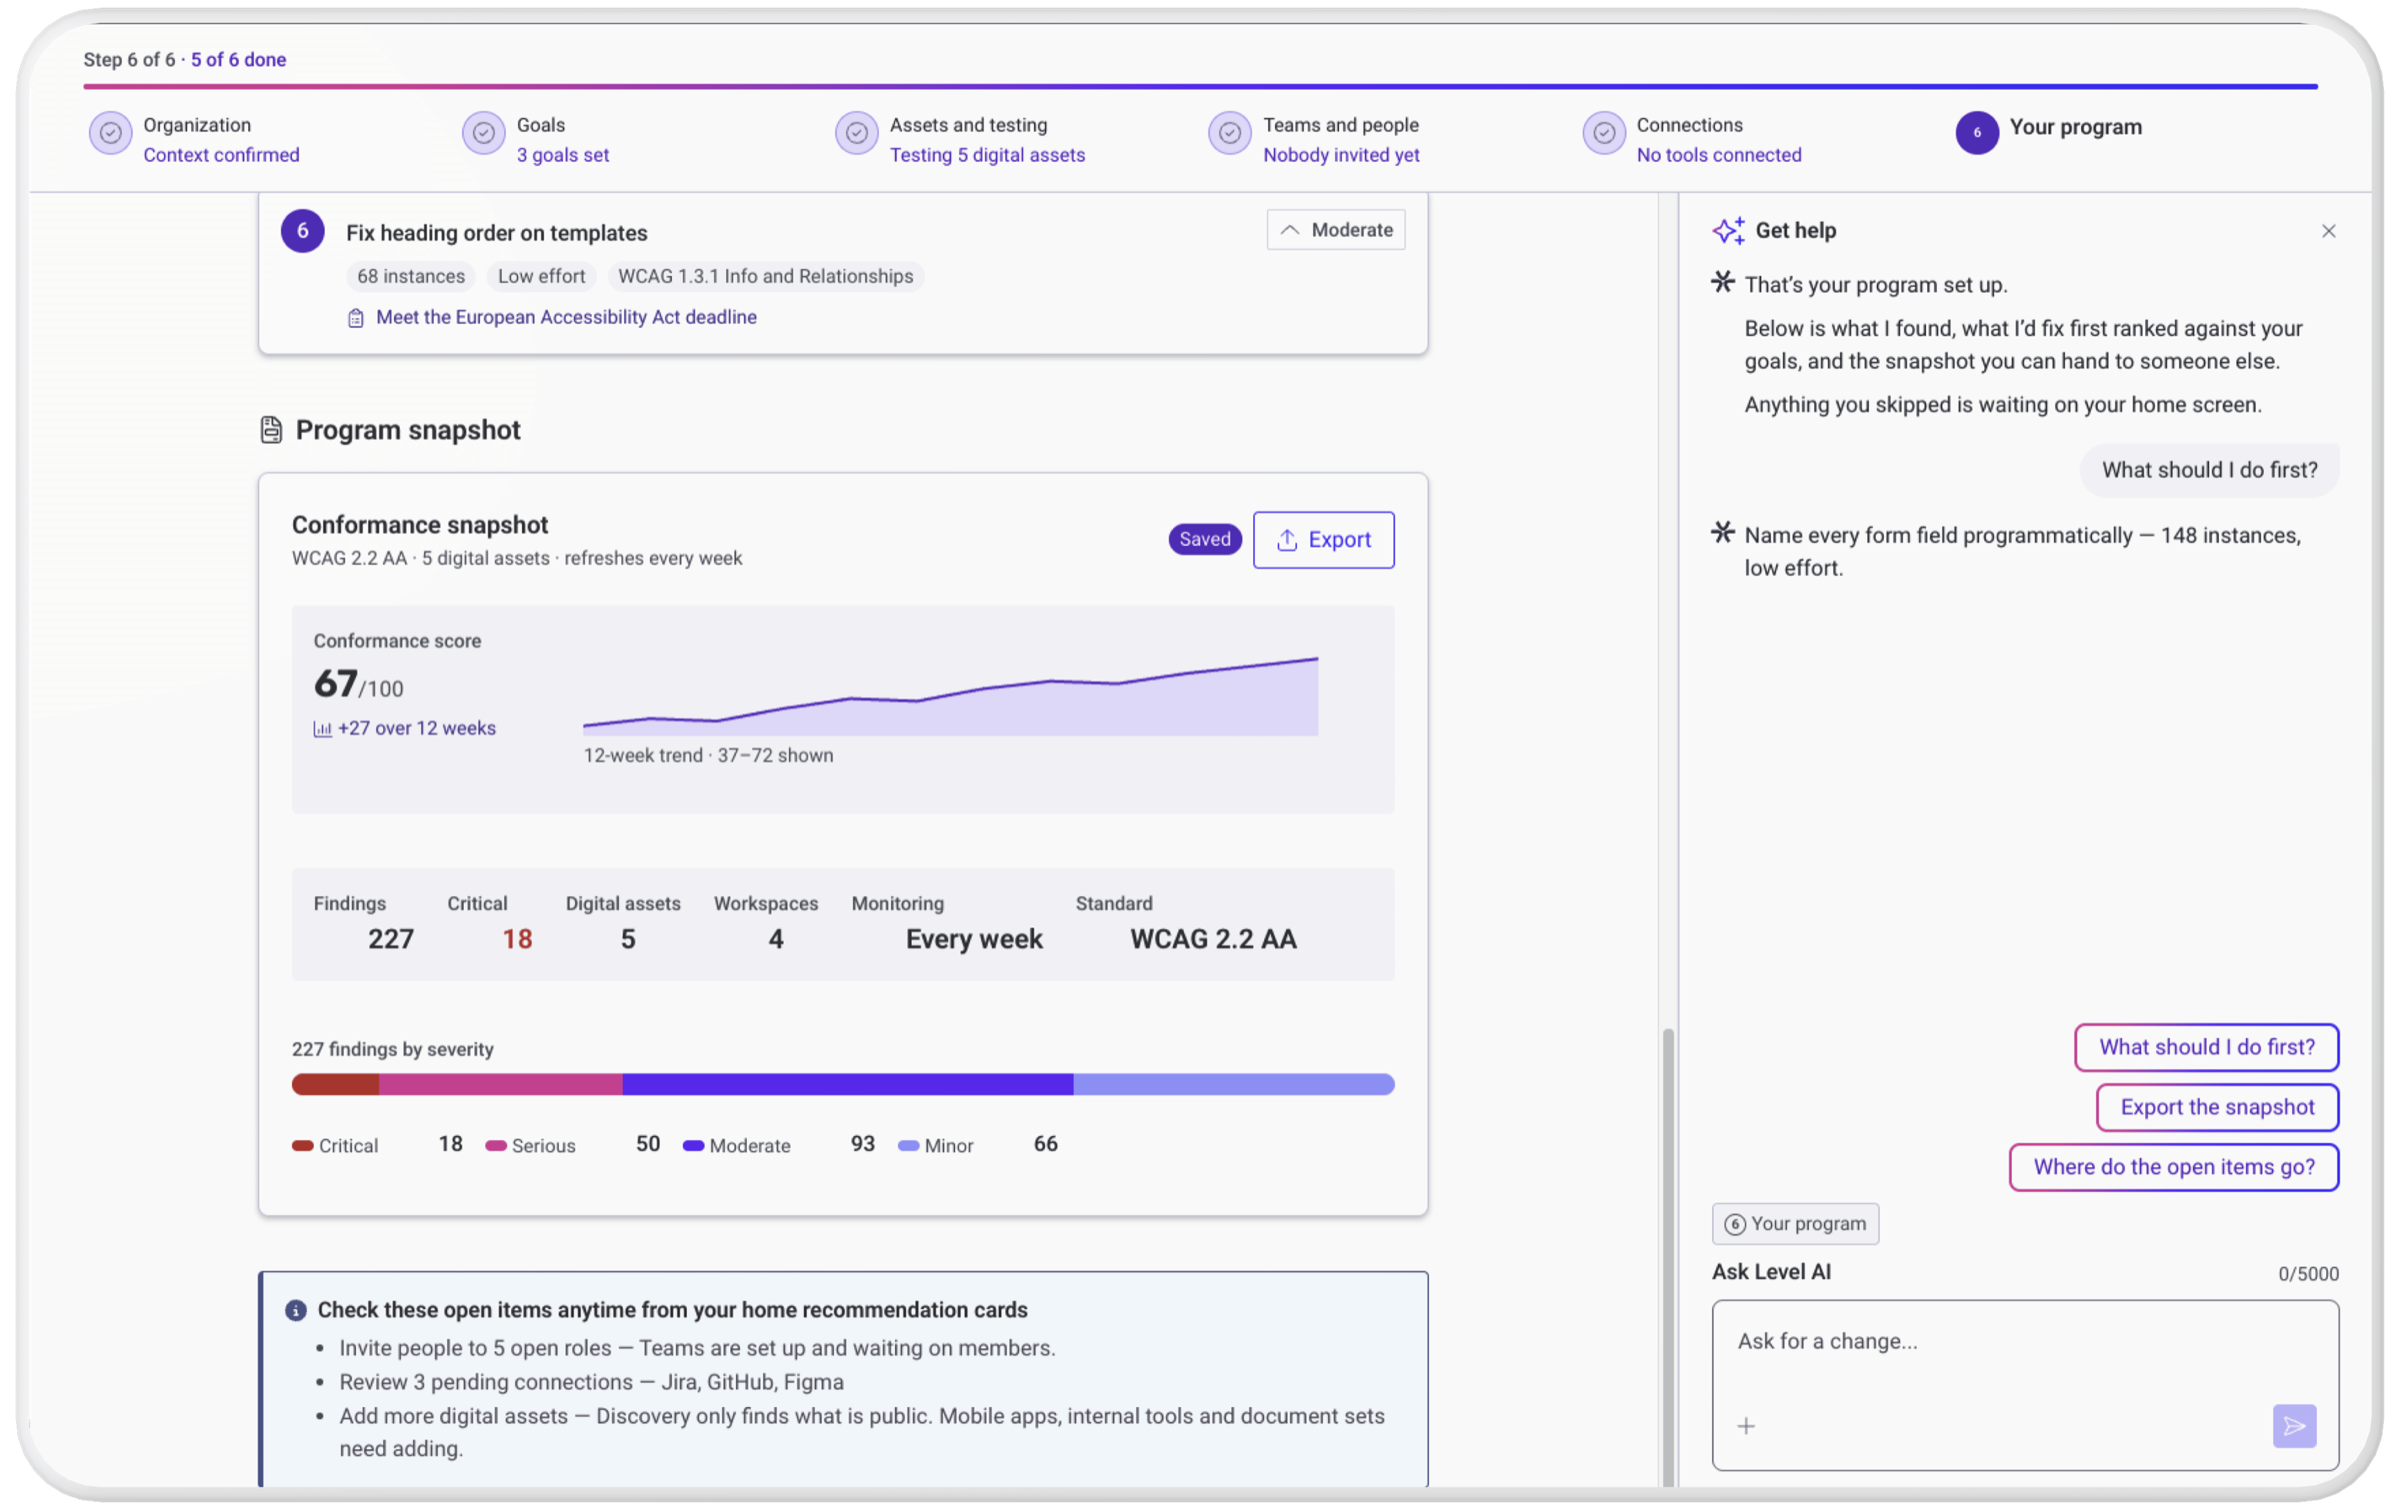 Step 6 of 6 · 5 of 6 done
Organization
Context confirmed
Goals
3 goals set
Assets and testing
Testing 5 digital assets
Teams and people
Nobody invited yet
Connections
No tools connected
6
Your program
6
Fix heading order on templates
Moderate
68 instances
Low effort
WCAG 1.3.1 Info and Relationships
Meet the European Accessibility Act deadline
Program snapshot
Conformance snapshot
WCAG 2.2 AA · 5 digital assets · refreshes every week
Saved
Export
Conformance score
67/100
+27 over 12 weeks
12-week trend · 37–72 shown
Findings
227
Critical
18
Digital assets
5
Workspaces
4
Monitoring
Every week
Standard
WCAG 2.2 AA
227 findings by severity
Critical 18
Serious 50
Moderate 93
Minor 66
Check these open items anytime from your home recommendation cards
• Invite people to 5 open roles — Teams are set up and waiting on members.
• Review 3 pending connections — Jira, GitHub, Figma
• Add more digital assets — Discovery only finds what is public. Mobile apps, internal tools and document sets
need adding.
Get help
That’s your program set up.
Below is what I found, what I’d fix first ranked against your
goals, and the snapshot you can hand to someone else.
Anything you skipped is waiting on your home screen.
What should I do first?
Name every form field programmatically — 148 instances,
low effort.
What should I do first?
Export the snapshot
Where do the open items go?
6 Your program
Ask Level AI
0/5000
Ask for a change...